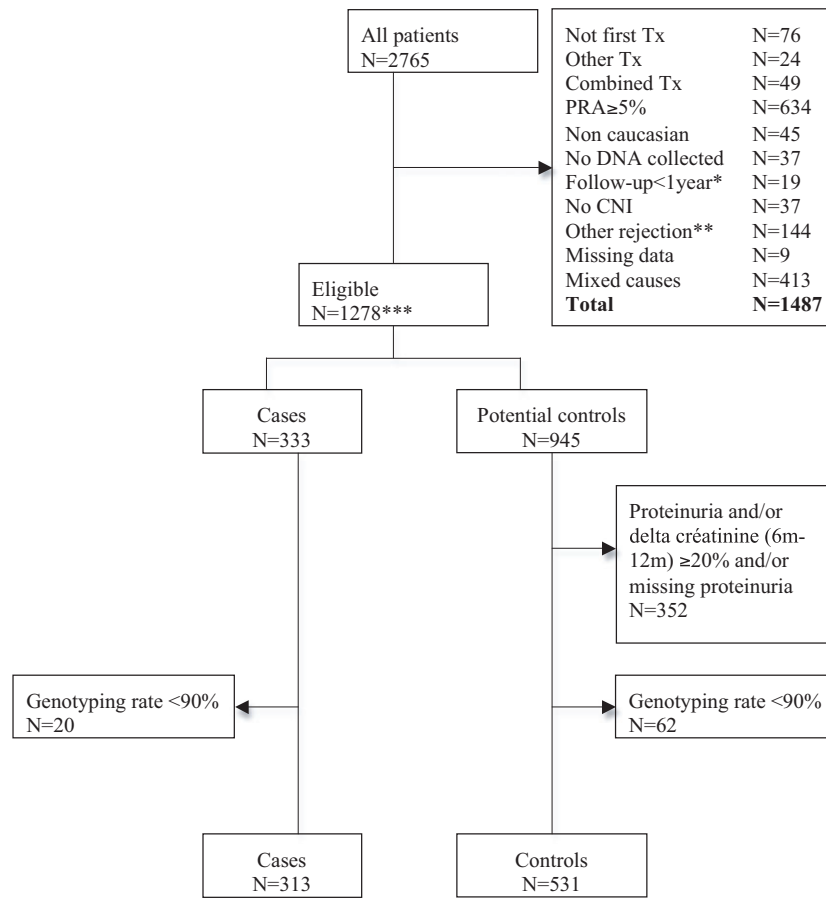 All patients
N=2765
Not first Tx N=76
Other Tx N=24
Combined Tx N=49
PRA≥5% N=634
Non caucasian N=45
No DNA collected N=37
Follow-up<1year* N=19
No CNI N=37
Other rejection** N=144
Missing data N=9
Mixed causes N=413
Total N=1487
Eligible
N=1278***
Cases
N=333
Potential controls
N=945
Proteinuria and/or
delta créatinine (6m-
12m) ≥20% and/or
missing proteinuria
N=352
Genotyping rate <90%
N=20
Genotyping rate <90%
N=62
Cases
N=313
Controls
N=531